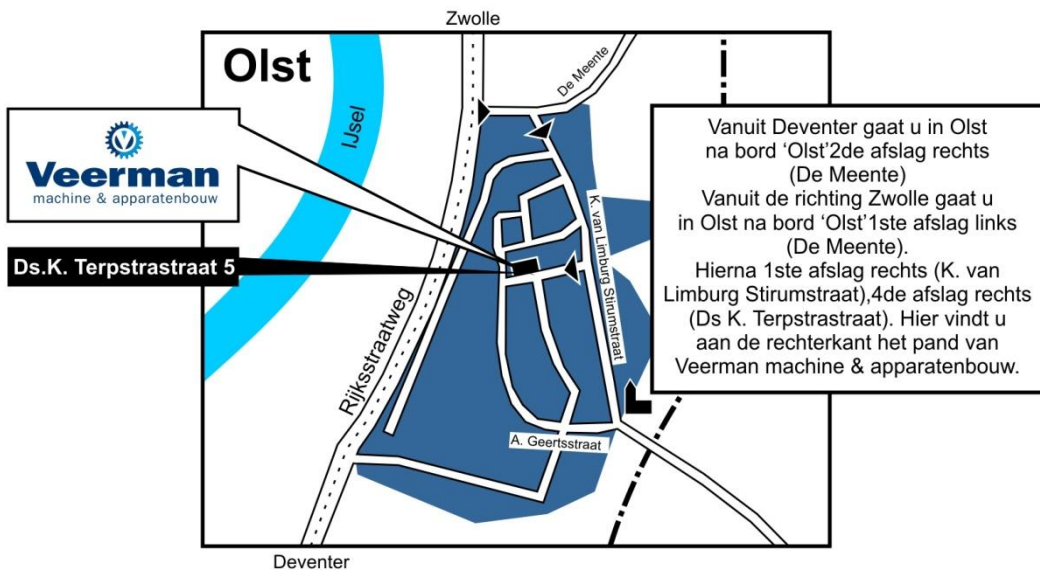 Zwolle
Olst
De Meente
IJsel
Veerman
machine & apparatenbouw
Ds.K. Terpstrastraat 5
Vanuit Deventer gaat u in Olst
na bord ‘Olst’2de afslag rechts
(De Meente)
Vanuit de richting Zwolle gaat u
in Olst na bord ‘Olst’1ste afslag links
(De Meente).
Hierna 1ste afslag rechts (K. van
Limburg Stirumstraat),4de afslag rechts
(Ds K. Terpstrastraat). Hier vindt u
aan de rechterkant het pand van
Veerman machine & apparatenbouw.
K. van Limburg Stirumstraat
Rijksstraatweg
A. Geertsstraat
Deventer